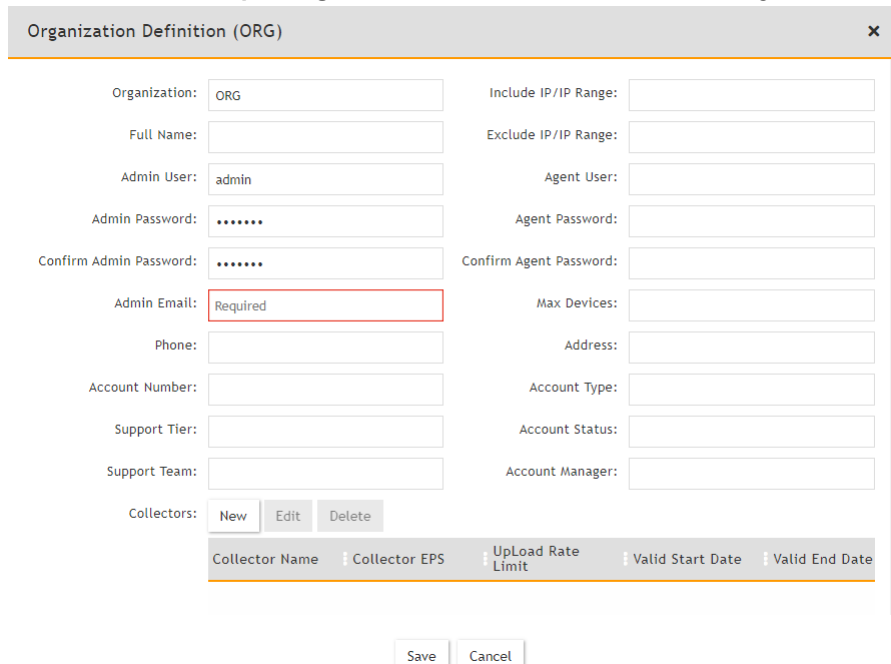 Organization Definition (ORG) ×
Organization: ORG Include IP/IP Range:
Full Name: Exclude IP/IP Range:
Admin User: admin Agent User:
Admin Password: ••••••• Agent Password:
Confirm Admin Password: ••••••• Confirm Agent Password:
Admin Email: Required Max Devices:
Phone: Address:
Account Number: Account Type:
Support Tier: Account Status:
Support Team: Account Manager:
Collectors: New Edit Delete
Collector Name Collector EPS UpLoad Rate Limit Valid Start Date Valid End Date
Save Cancel